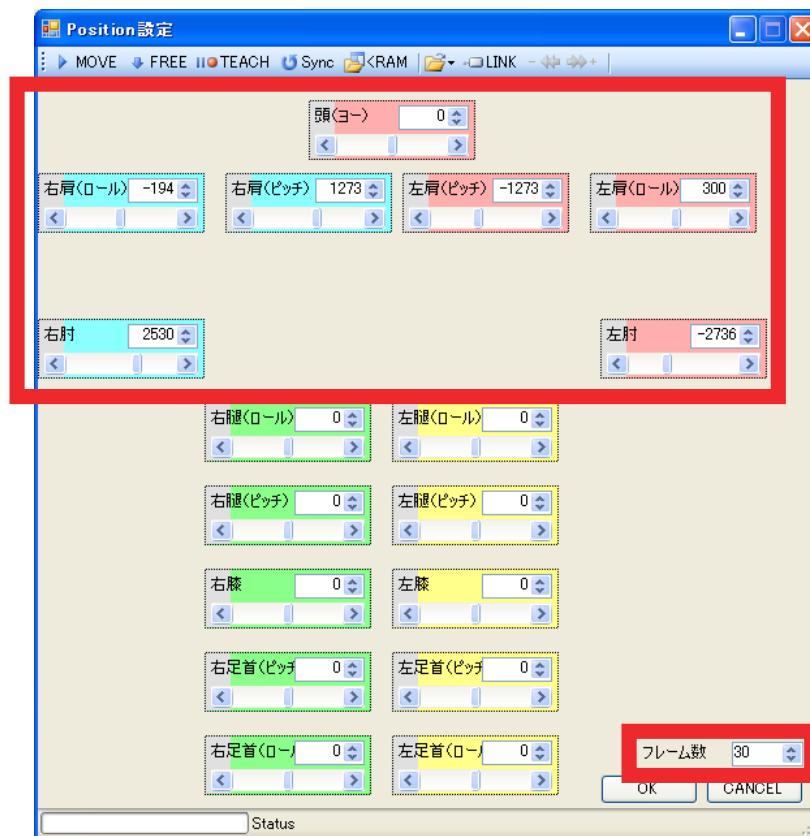 Position設定
MOVE FREE TEACH Sync <RAM LINK - +
頭(ヨー) 0
右肩(ロール) -194 右肩(ピッチ) 1273 左肩(ピッチ) -1273 左肩(ロール) 300
右肘 2530 左肘 -2736
右腿(ロール) 0 左腿(ロール) 0
右腿(ピッチ) 0 左腿(ピッチ) 0
右膝 0 左膝 0
右足首(ピッチ 0 左足首(ピッチ 0
右足首(ロー 0 左足首(ロー 0
フレーム数 30
OK CANCEL
Status